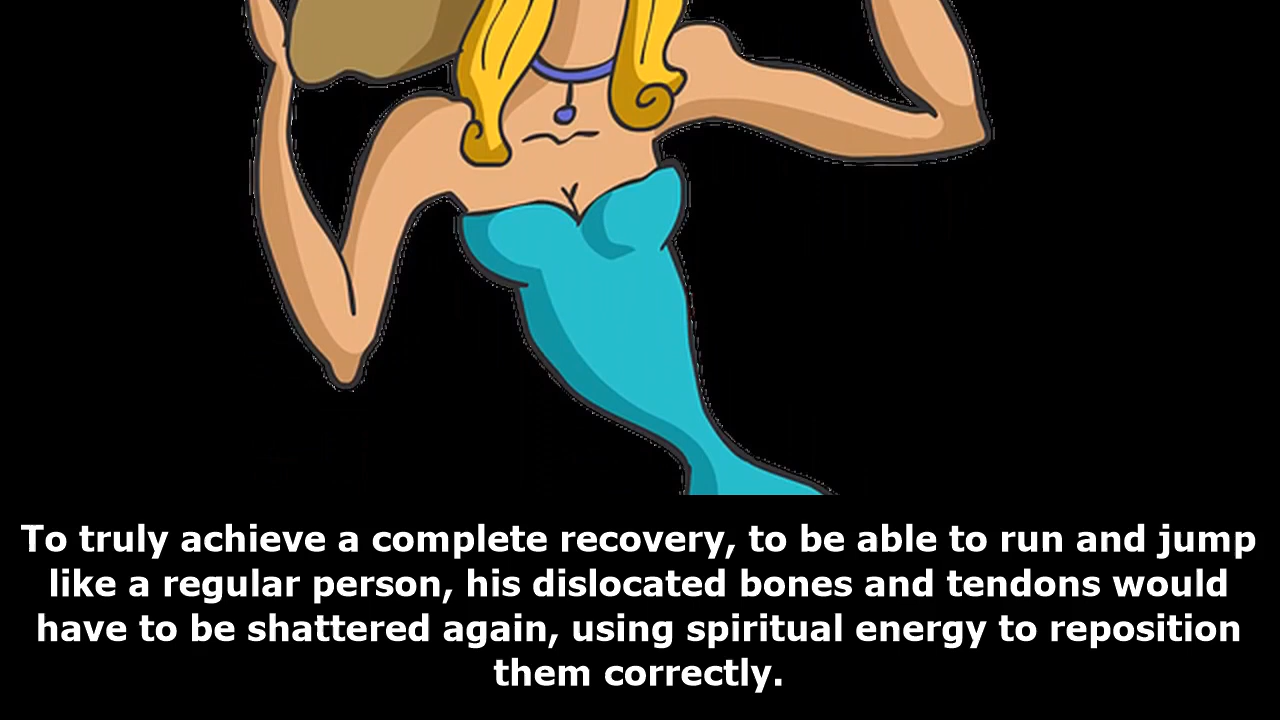 To truly achieve a complete recovery, to be able to run and jump
like a regular person, his dislocated bones and tendons would
have to be shattered again, using spiritual energy to reposition
them correctly.